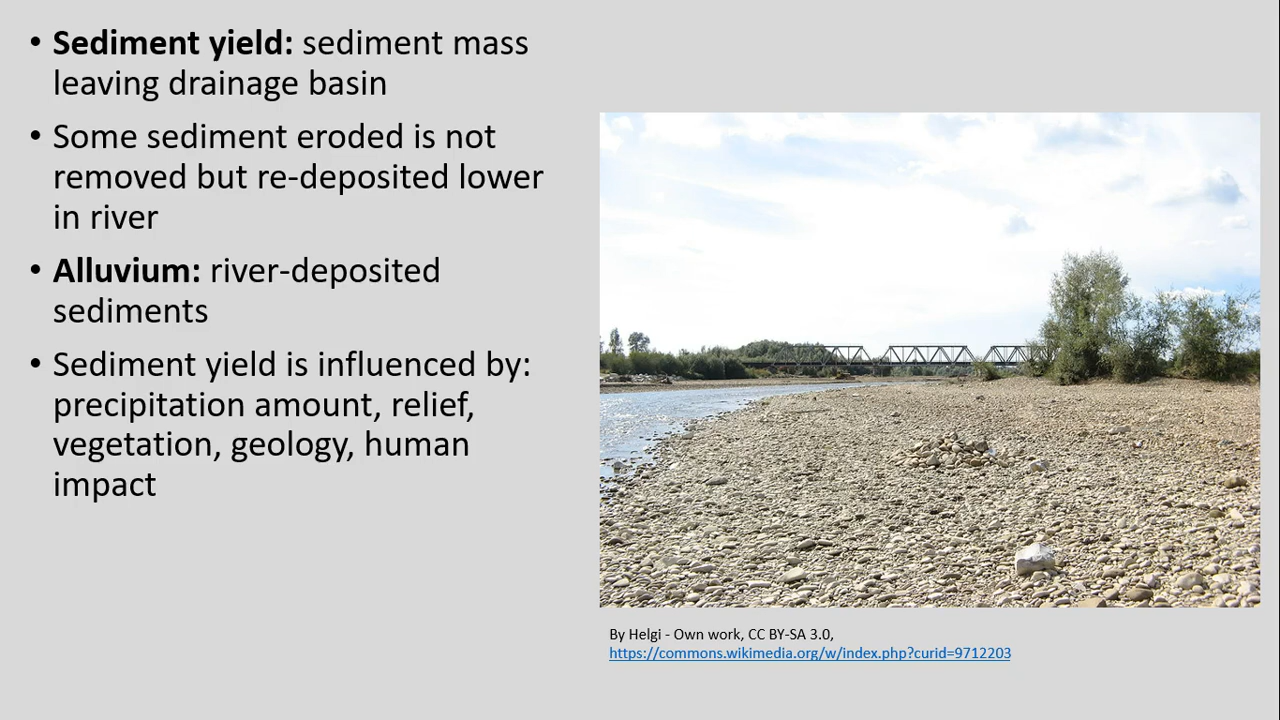 • Sediment yield: sediment mass
leaving drainage basin
• Some sediment eroded is not
removed but re-deposited lower
in river
• Alluvium: river-deposited
sediments
• Sediment yield is influenced by:
precipitation amount, relief,
vegetation, geology, human
impact
By Helgi - Own work, CC BY-SA 3.0,
https://commons.wikimedia.org/w/index.php?curid=9712203